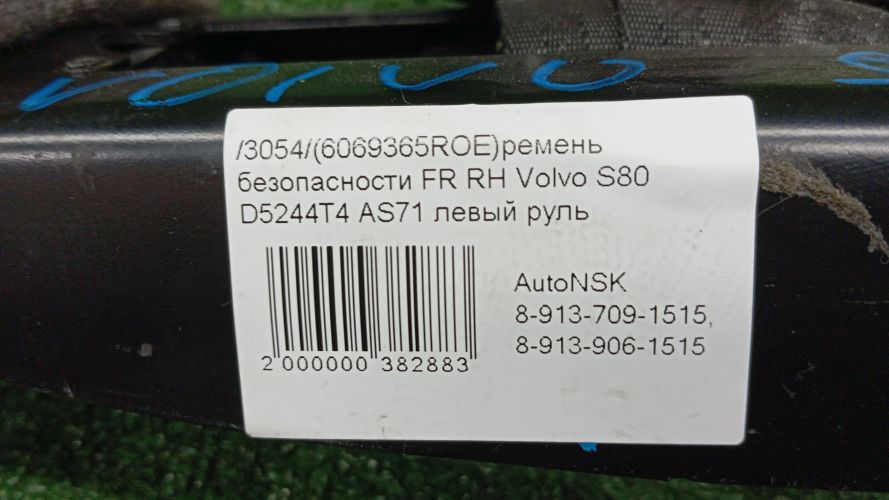 VOLVO S
/3054/(6069365ROE)ремень
безопасности FR RH Volvo S80
D5244T4 AS71 левый руль
AutoNSK
8-913-709-1515,
8-913-906-1515
2 000000 382883